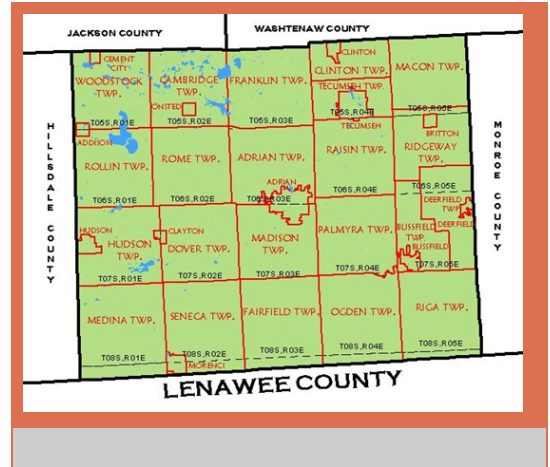 JACKSON COUNTY
WASHTENAW COUNTY
CEMENT
CITY
CLINTON
WOODSTOCK
TWP.
CAMBRIDGE
TWP.
FRANKLIN TWP.
CLINTON TWP.
MACON TWP.
TECUMSEH TWP.
ONSTED
T05S,R01E
T05S,R02E
T05S,R03E
T05S,R04E
T05S,R05E
TECUMSEH
BRITTON
ADDISON
HILLSDALE COUNTY
MONROE COUNTY
ROLLIN TWP.
ROME TWP.
ADRIAN TWP.
RAISIN TWP.
RIDGEWAY
TWP.
ADRIAN
T06S,R01E
T06S,R02E
T06S,R03E
T06S,R04E
T06S,R05E
DEERFIELD
TWP.
DEERFIELD
HUDSON
HUDSON
TWP.
CLAYTON
DOVER TWP.
MADISON
TWP.
PALMYRA TWP.
BLISSFIELD
TWP.
BLISSFIELD
T07S,R01E
T07S,R02E
T07S,R03E
T07S,R04E
T07S,R05E
MEDINA TWP.
SENECA TWP.
FAIRFIELD TWP.
OGDEN TWP.
RIGA TWP.
T08S,R01E
T08S,R02E
T08S,R03E
T08S,R04E
T08S,R05E
MORENCI
LENAWEE COUNTY